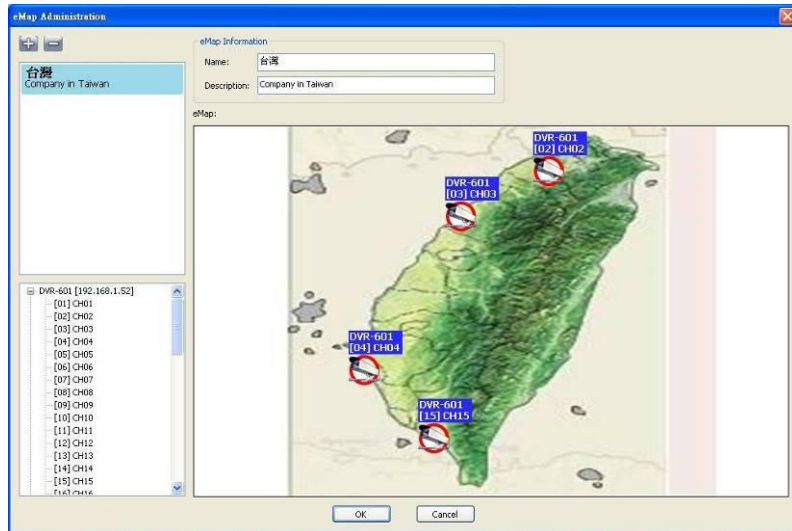 eMap Administration
台灣
Company in Taiwan
eMap Information
Name:
台灣
Description:
Company in Taiwan
eMap:
DVR-601
[02] CH02
DVR-601
[03] CH03
DVR-601
[04] CH04
DVR-601
[15] CH15
DVR-601 [192.168.1.52]
[01] CH01
[02] CH02
[03] CH03
[04] CH04
[05] CH05
[06] CH06
[07] CH07
[08] CH08
[09] CH09
[10] CH10
[11] CH11
[12] CH12
[13] CH13
[14] CH14
[15] CH15
[16] CH16
OK
Cancel